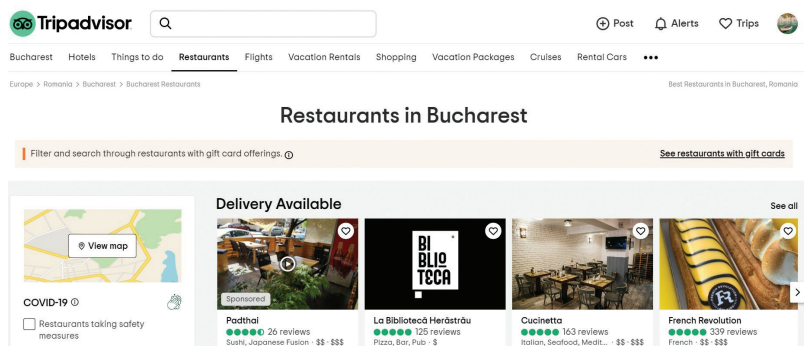 Tripadvisor
Post
Alerts
Trips
Bucharest Hotels Things to do Restaurants Flights Vacation Rentals Shopping Vacation Packages Cruises Rental Cars •••
Europe > Romania > Bucharest > Bucharest Restaurants
Best Restaurants in Bucharest, Romania
Restaurants in Bucharest
Filter and search through restaurants with gift card offerings.
See restaurants with gift cards
Delivery Available
See all
View map
COVID-19
Restaurants taking safety
measures
Sponsored
Padthai
26 reviews
Sushi, Japanese Fusion · $$ - $$$
BI
BLIO
TECA
La Bibliotecă Herăstrău
125 reviews
Pizza, Bar, Pub · $
Cucinetta
163 reviews
Italian, Seafood, Medit... · $$ - $$$
French Revolution
339 reviews
French · $$ - $$$